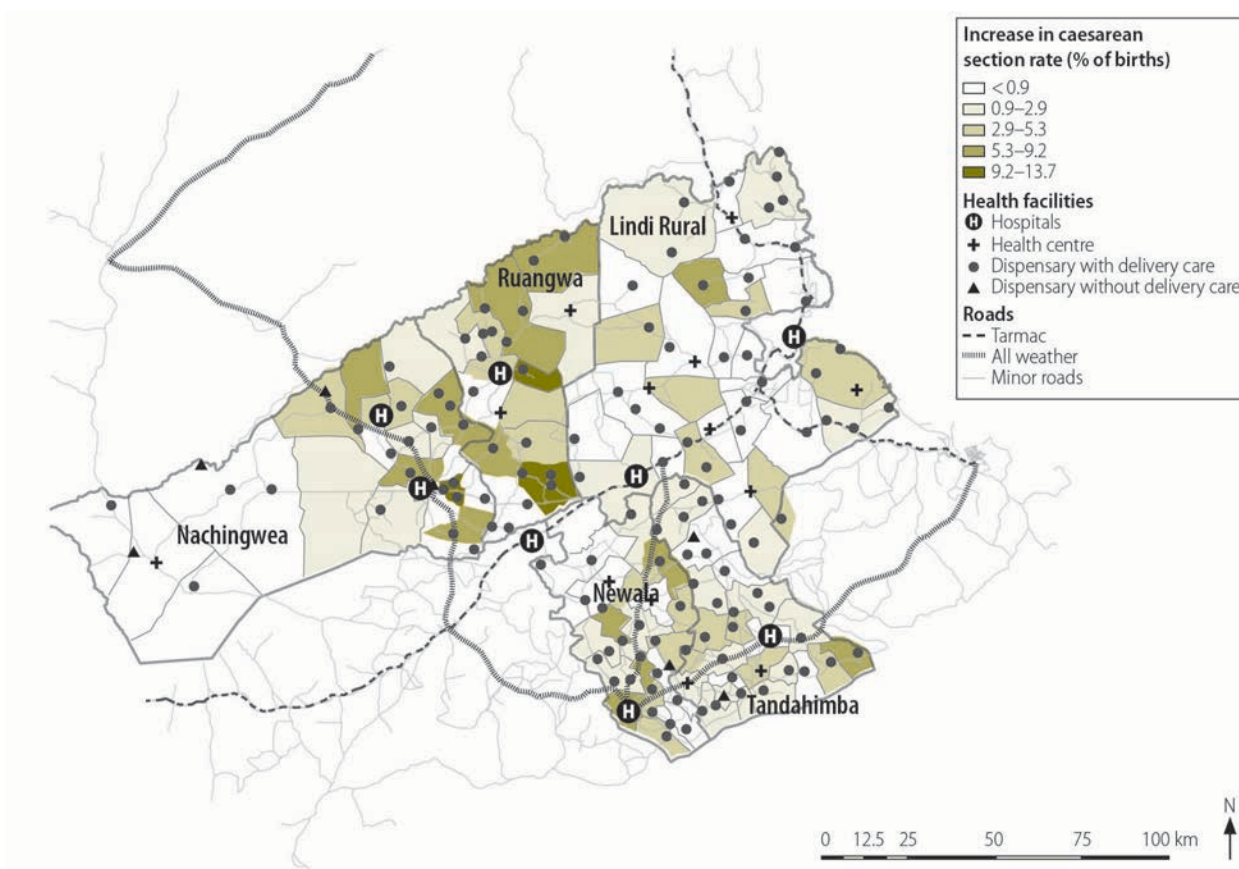 Increase in caesarean
section rate (% of births)
< 0.9
0.9–2.9
2.9–5.3
5.3–9.2
9.2–13.7
Health facilities
H Hospitals
Health centre
Dispensary with delivery care
Dispensary without delivery care
Roads
Tarmac
All weather
Minor roads
Lindi Rural
Ruangwa
H
H
H
H
H
Nachingwea
H
Newala
H
H
Tandahimba
N
0 12.5 25 50 75 100 km